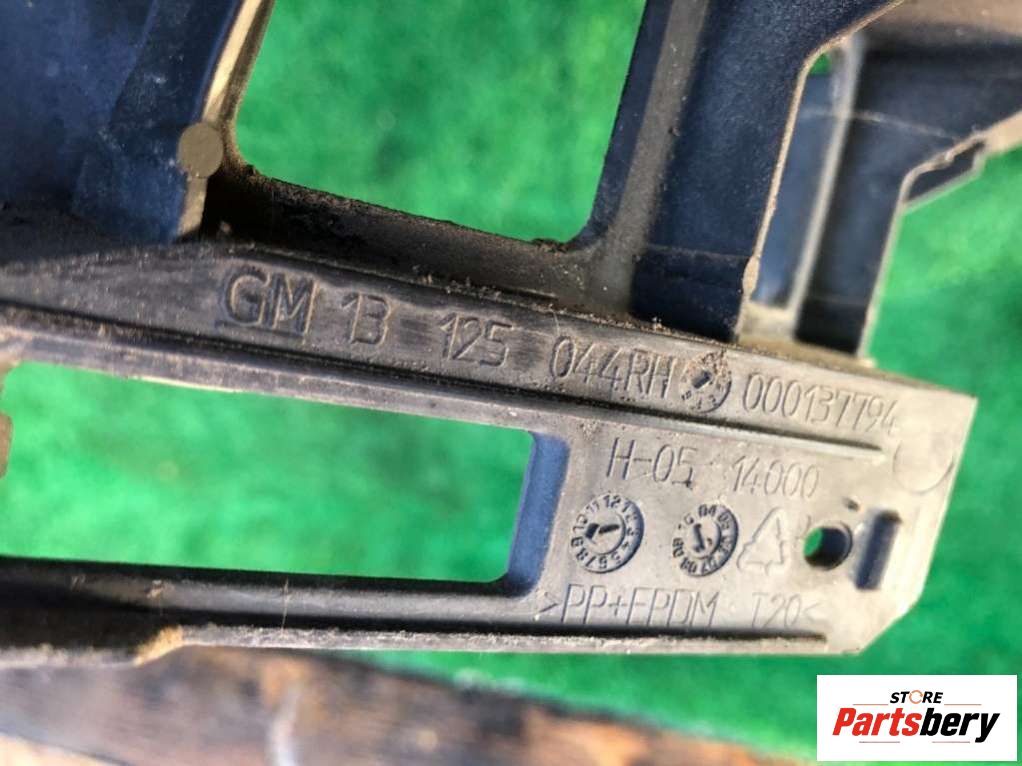 GM 13 125 044RH 000137794
H-05 14000
>PP+EPDM T20<
STORE
Partsbery